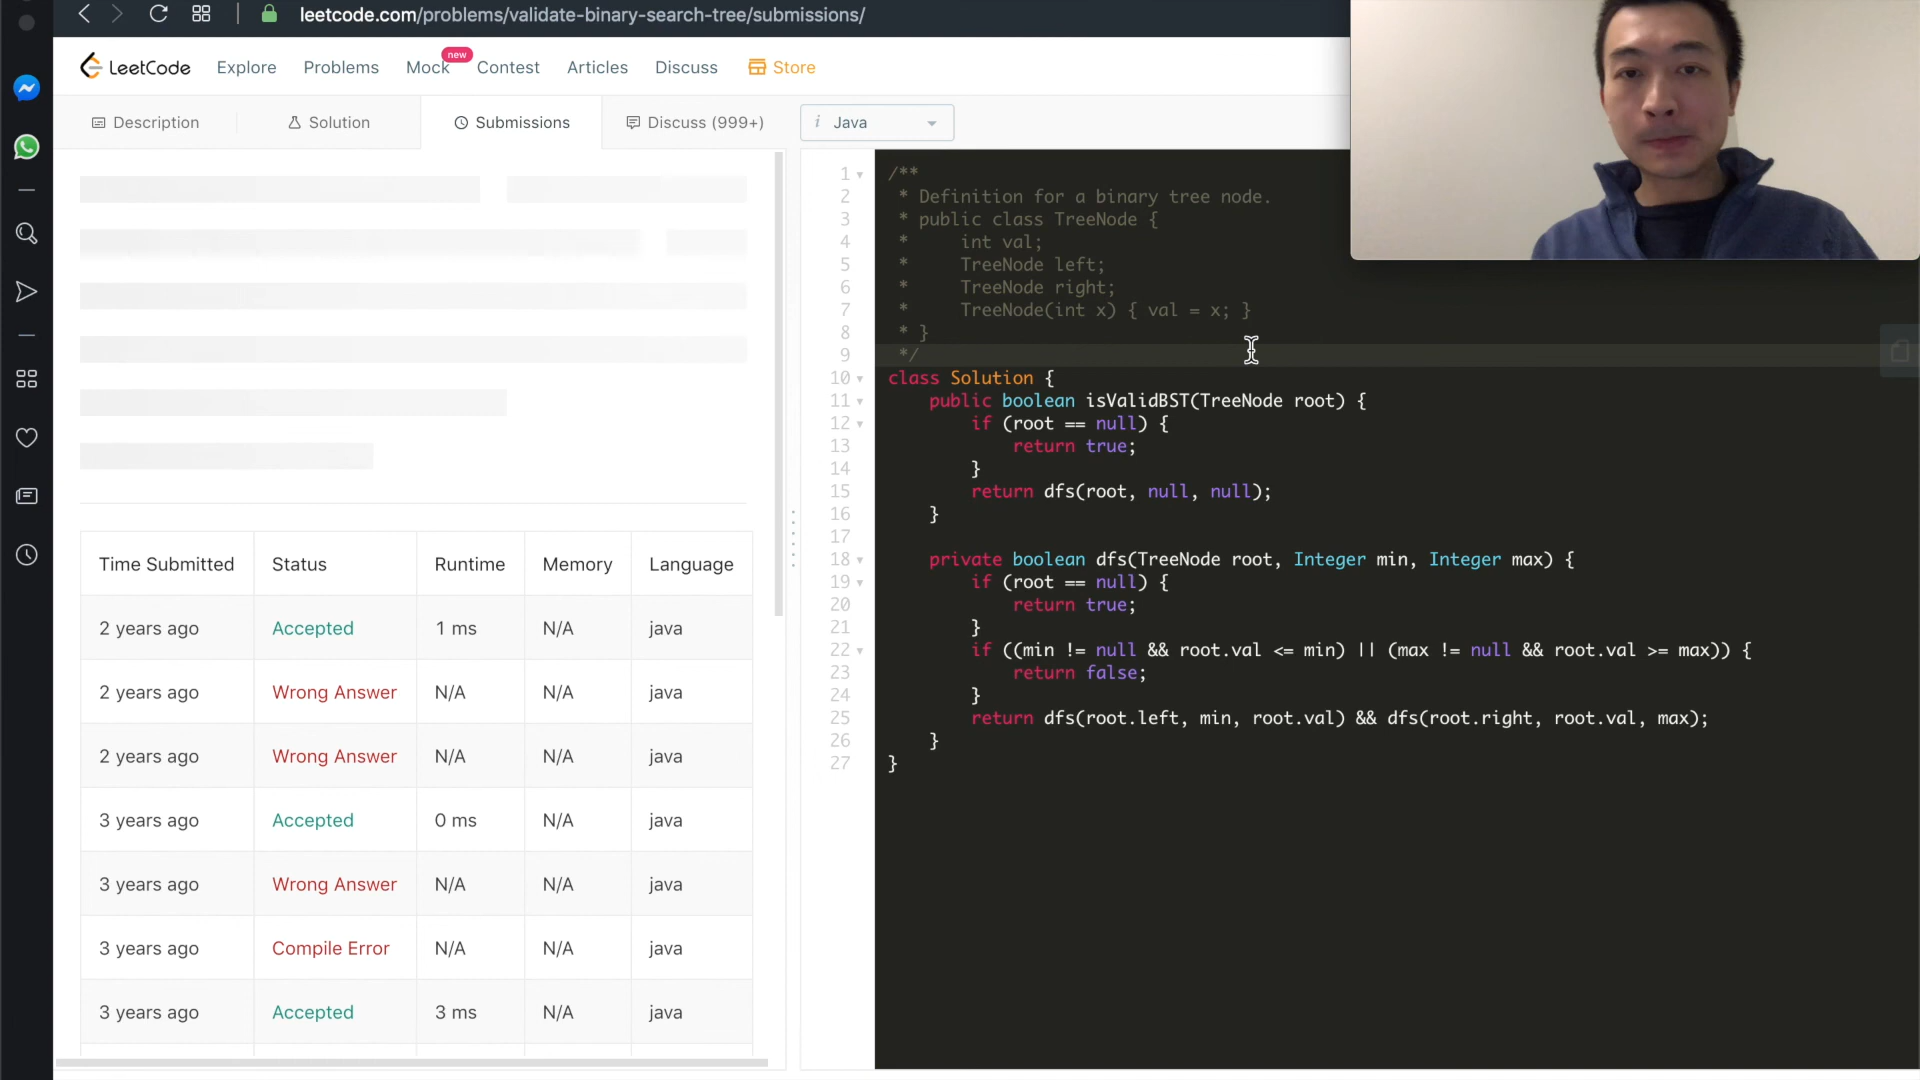 leetcode.com/problems/validate-binary-search-tree/submissions/
LeetCode Explore Problems Mock new Contest Articles Discuss Store
Description Solution Submissions Discuss (999+) i Java
1 /**
2 * Definition for a binary tree node.
3 * public class TreeNode {
4 * int val;
5 * TreeNode left;
6 * TreeNode right;
7 * TreeNode(int x) { val = x; }
8 * }
9 */
10 class Solution {
11 public boolean isValidBST(TreeNode root) {
12 if (root == null) {
13 return true;
14 }
15 return dfs(root, null, null);
16 }
17
18 private boolean dfs(TreeNode root, Integer min, Integer max) {
19 if (root == null) {
20 return true;
21 }
22 if ((min != null && root.val <= min) || (max != null && root.val >= max)) {
23 return false;
24 }
25 return dfs(root.left, min, root.val) && dfs(root.right, root.val, max);
26 }
27 }
Time Submitted Status Runtime Memory Language
2 years ago Accepted 1 ms N/A java
2 years ago Wrong Answer N/A N/A java
2 years ago Wrong Answer N/A N/A java
3 years ago Accepted 0 ms N/A java
3 years ago Wrong Answer N/A N/A java
3 years ago Compile Error N/A N/A java
3 years ago Accepted 3 ms N/A java